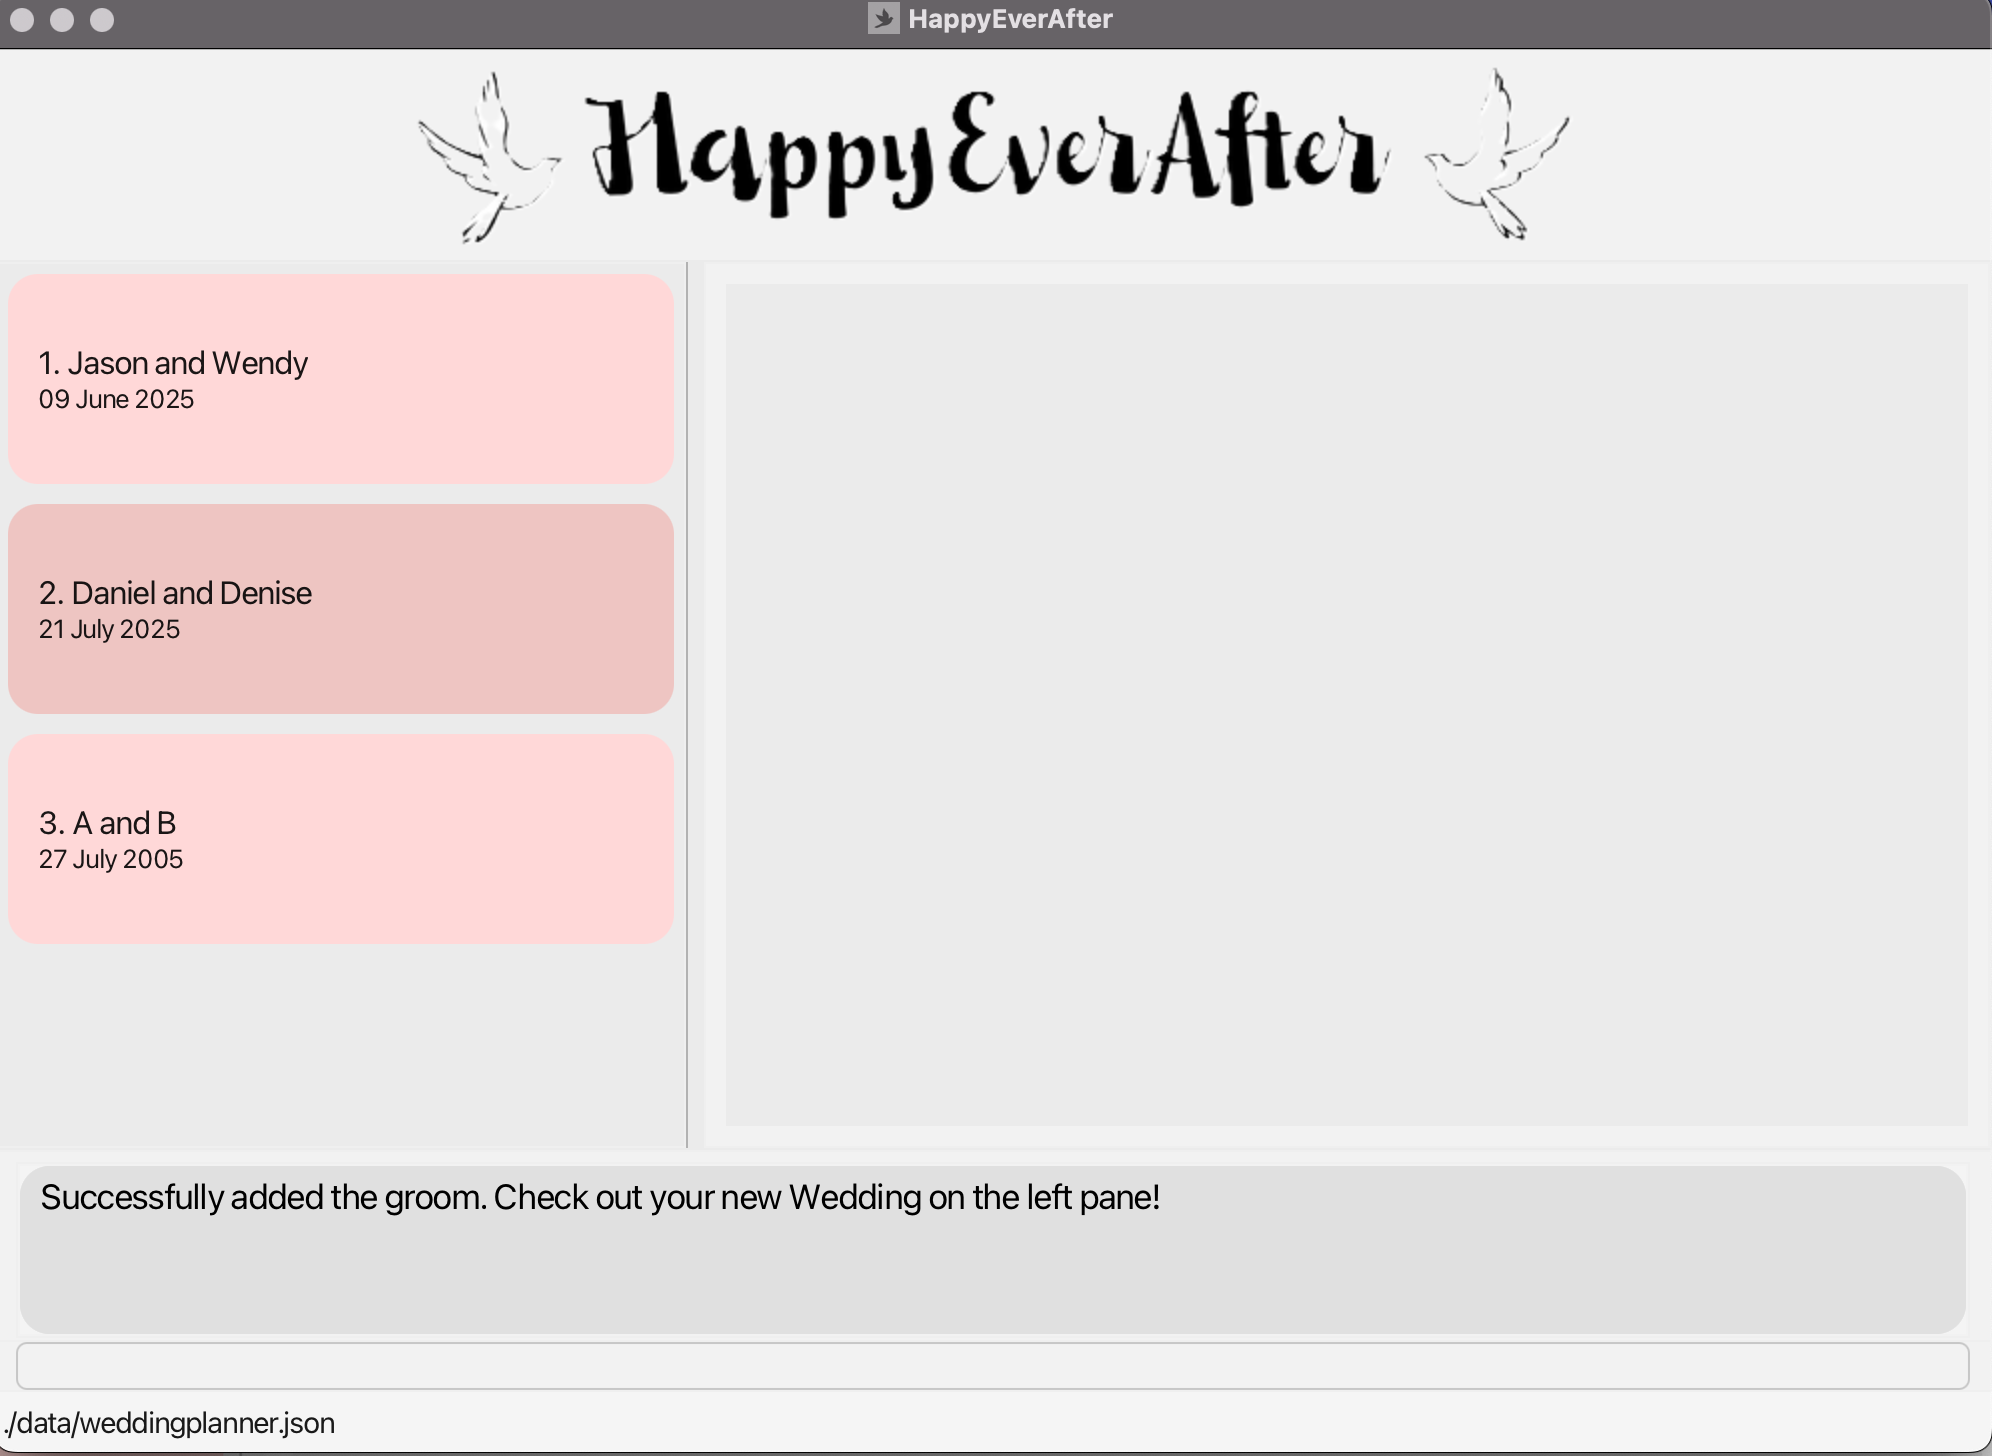 HappyEverAfter
HappyEverAfter
1. Jason and Wendy
09 June 2025
2. Daniel and Denise
21 July 2025
3. A and B
27 July 2005
Successfully added the groom. Check out your new Wedding on the left pane!
./data/weddingplanner.json